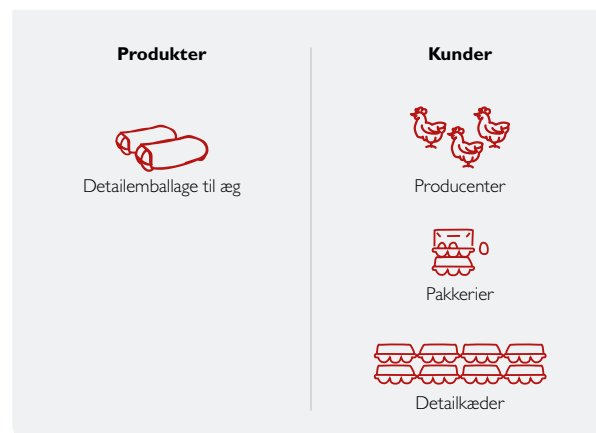 Produkter
Detailemballage til æg
Kunder
Producenter
Pakkerier
Detailkæder